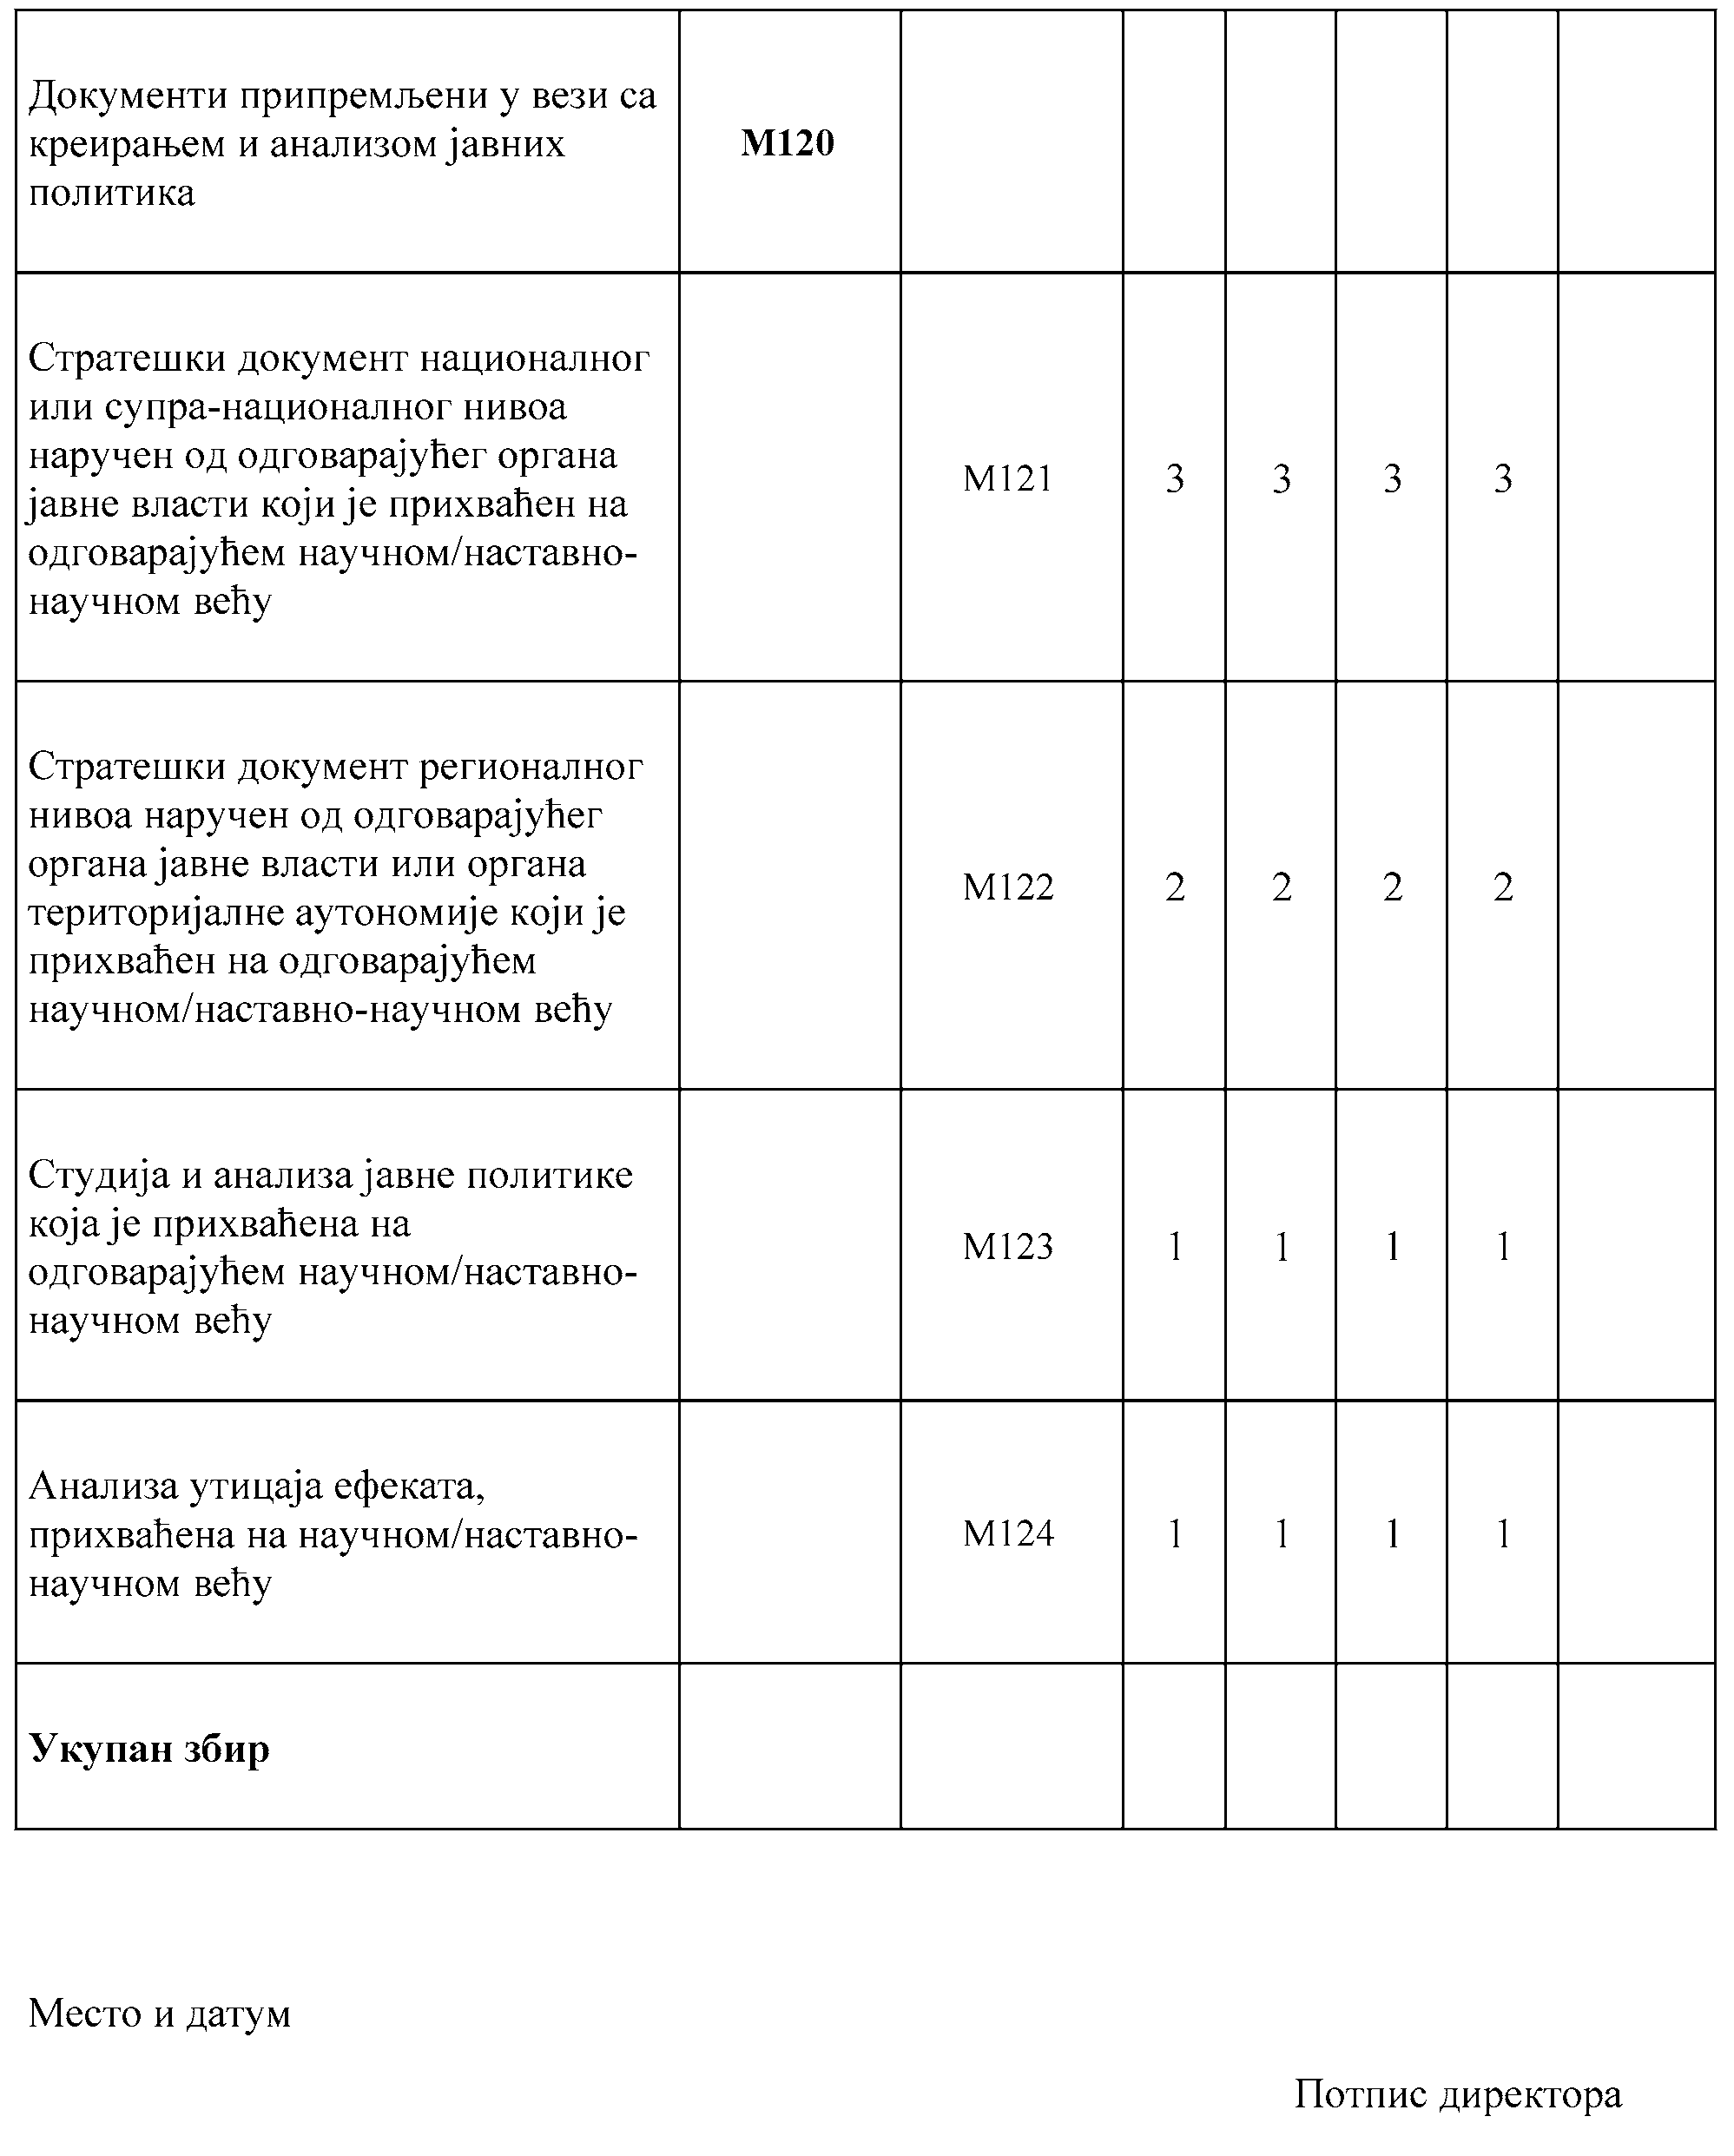 Документи припремљени у вези са
креирањем и анализом јавних
политика
М120
Стратешки документ националног
или супра-националног нивоа
наручен од одговарајућег органа
јавне власти који је прихваћен на
одговарајућем научном/наставно-
научном већу
М121 3 3 3 3
Стратешки документ регионалног
нивоа наручен од одговарајућег
органа јавне власти или органа
територијалне аутономије који је
прихваћен на одговарајућем
научном/наставно-научном већу
М122 2 2 2 2
Студија и анализа јавне политике
која је прихваћена на
одговарајућем научном/наставно-
научном већу
М123 1 1 1 1
Анализа утицаја ефеката,
прихваћена на научном/наставно-
научном већу
М124 1 1 1 1
Укупан збир
Место и датум
Потпис директора